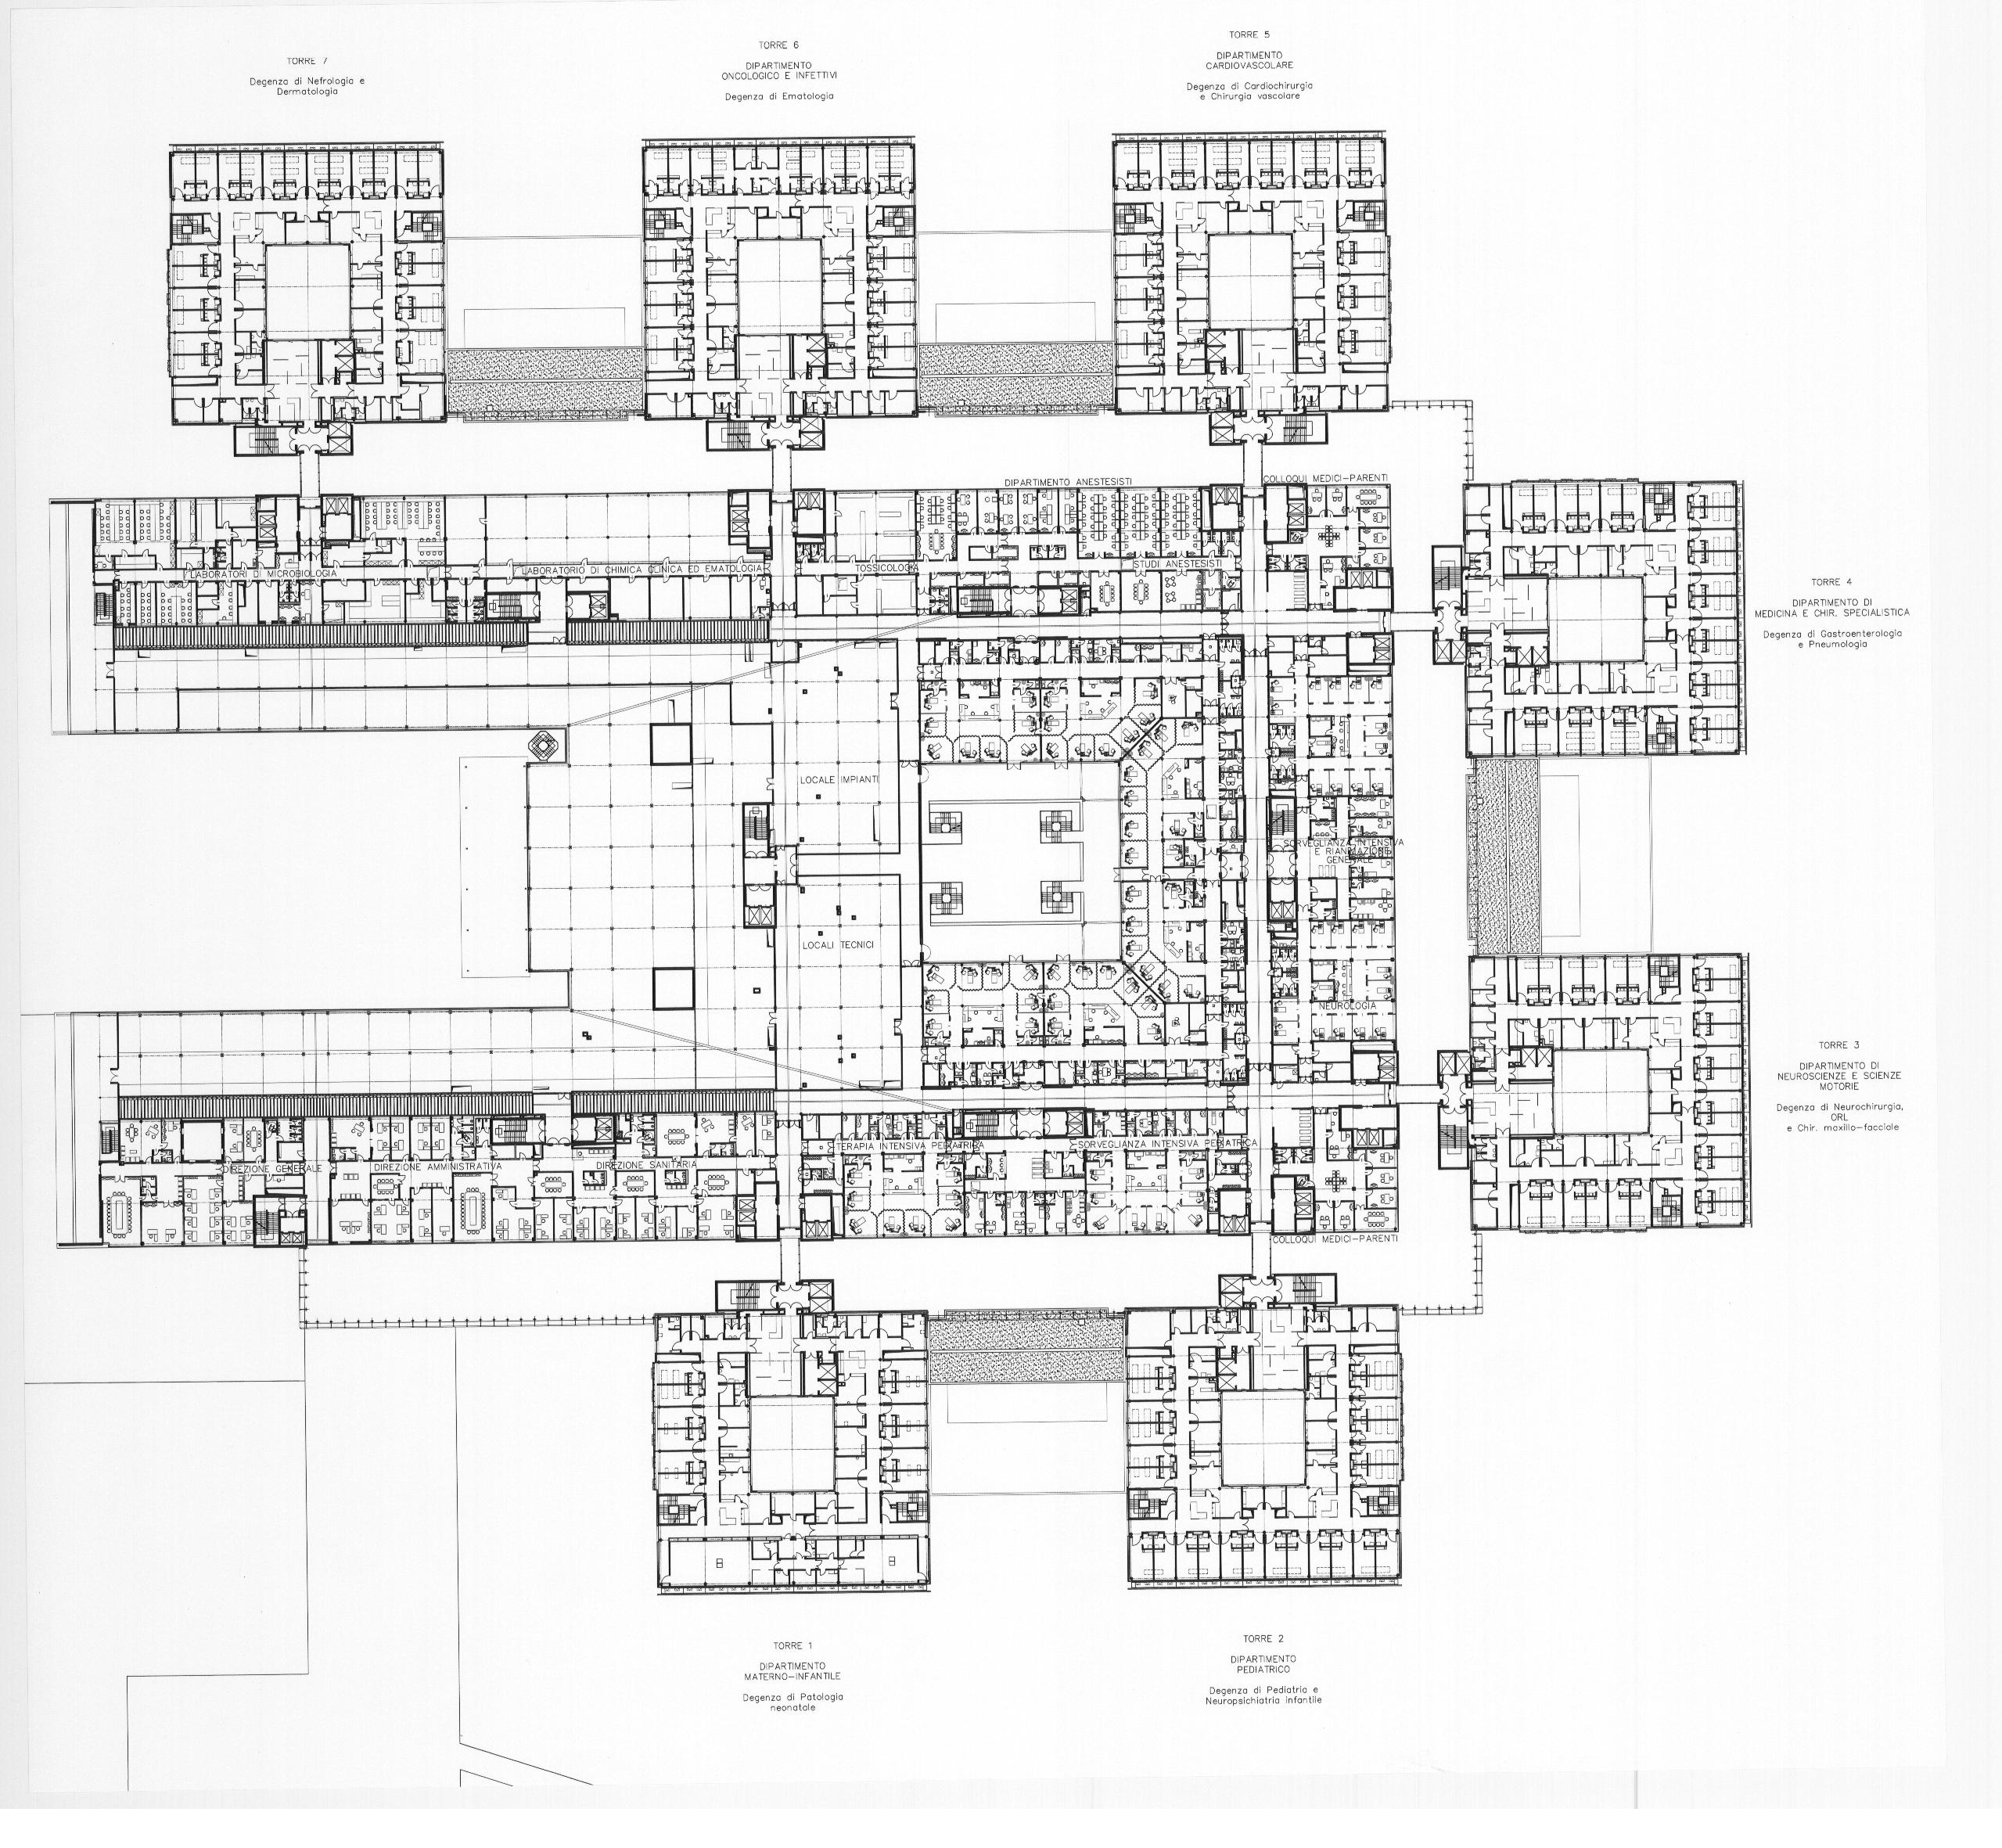 TORRE 7
Degenza di Nefrologia e
Dermatologia
TORRE 6
DIPARTIMENTO
ONCOLOGICO E INFETTIVI
Degenza di Ematologia
TORRE 5
DIPARTIMENTO
CARDIOVASCOLARE
Degenza di Cardiochirurgia
e Chirurgia vascolare
DIPARTIMENTO ANESTESISTI
COLLOQUI MEDICI-PARENTI
LABORATORI DI MICROBIOLOGIA
LABORATORIO DI CHIMICA CLINICA ED EMATOLOGIA
TOSSICOLOGIA
STUDI ANESTESISTI
TORRE 4
DIPARTIMENTO DI
MEDICINA E CHIR. SPECIALISTICA
Degenza di Gastroenterologia
e Pneumologia
LOCALE IMPIANTI
SORVEGLIANZA INTENSIVA
E RIANIMAZIONE
GENERALE
LOCALI TECNICI
NEUROLOGIA
TORRE 3
DIPARTIMENTO DI
NEUROSCIENZE E SCIENZE
MOTORIE
Degenza di Neurochirurgia,
ORL
e Chir. maxillo-facciale
TERAPIA INTENSIVA PEDIATRICA
SORVEGLIANZA INTENSIVA PEDIATRICA
DIREZIONE GENERALE
DIREZIONE AMMINISTRATIVA
DIREZIONE SANITARIA
COLLOQUI MEDICI-PARENTI
TORRE 1
DIPARTIMENTO
MATERNO-INFANTILE
Degenza di Patologia
neonatale
TORRE 2
DIPARTIMENTO
PEDIATRICO
Degenza di Pediatria e
Neuropsichiatria infantile